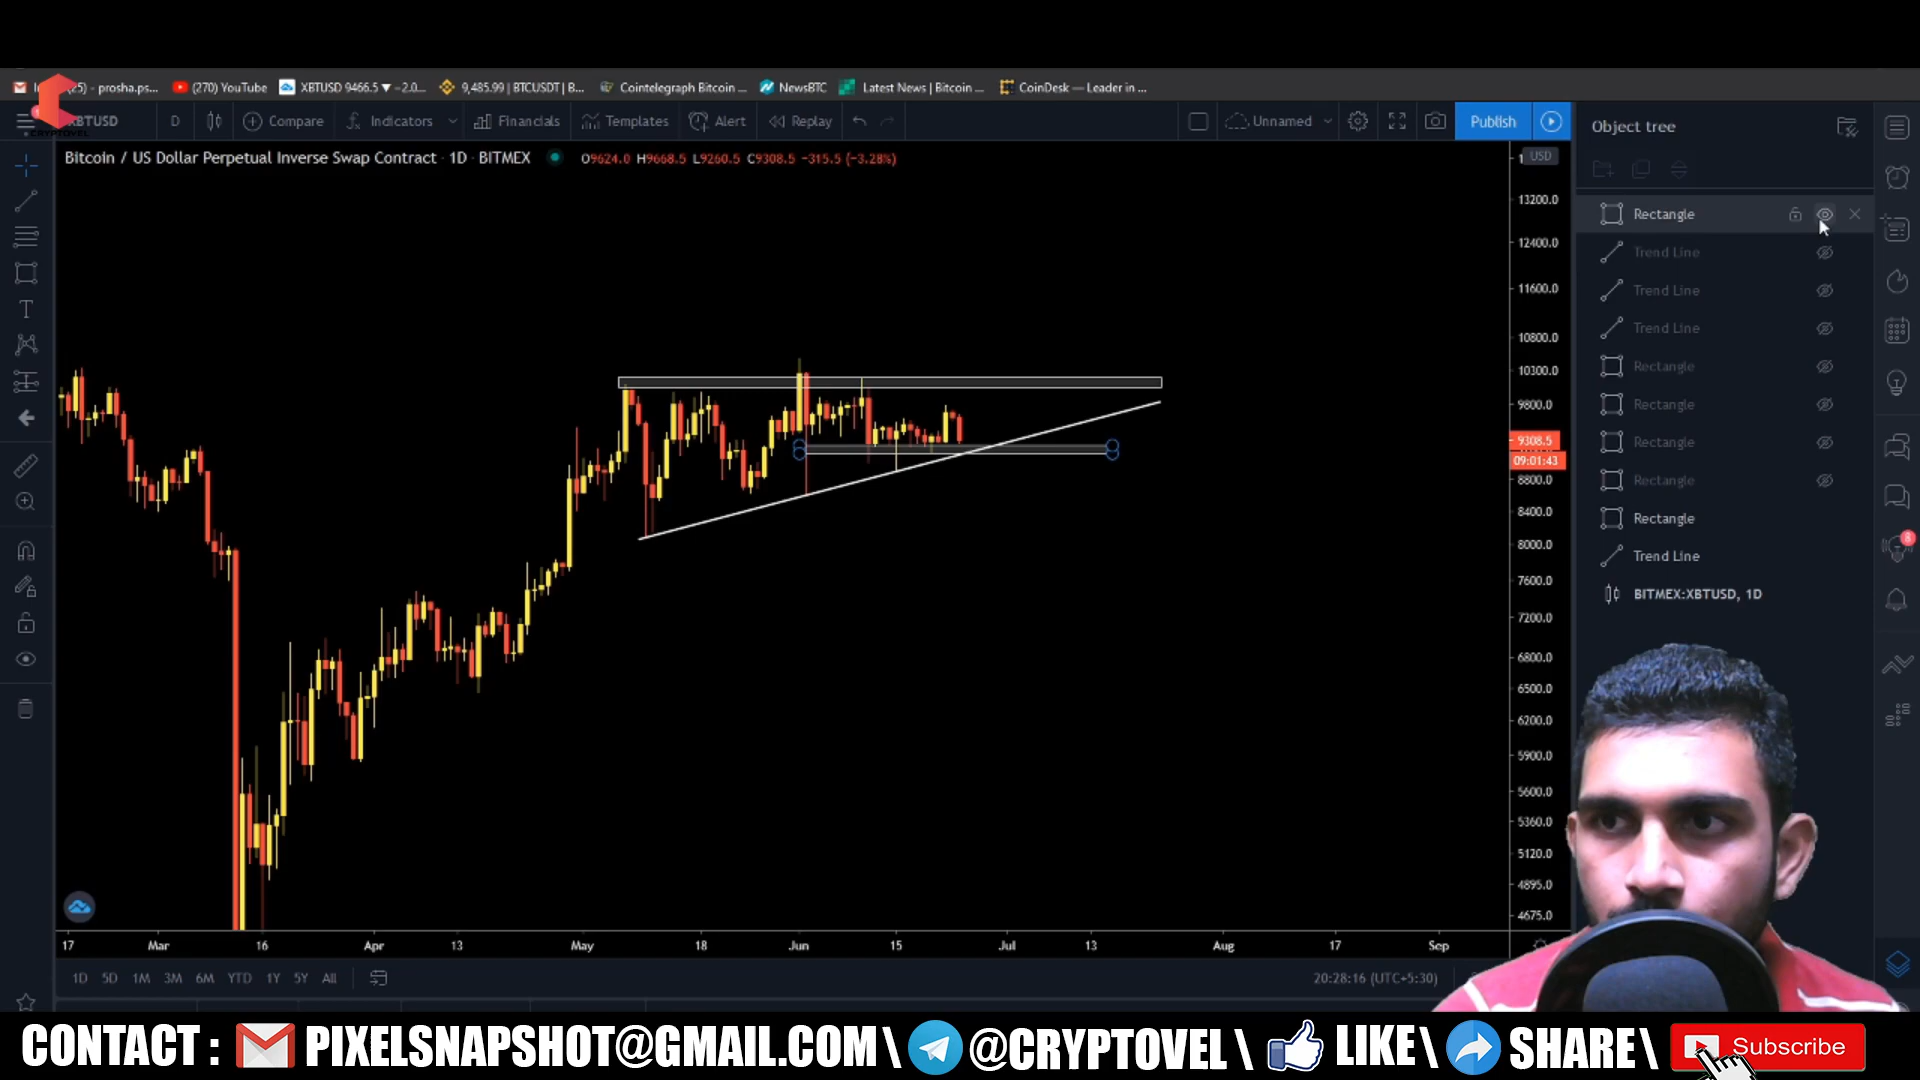 (270) YouTube
XBTUSD 9466.5 ▼ −2.0...
9,485.99 | BTCUSDT | B...
Cointelegraph Bitcoin ...
NewsBTC
Latest News | Bitcoin ...
CoinDesk — Leader in ...
D
Compare
Indicators
Financials
Templates
Alert
Replay
Unnamed
Publish
Object tree
Bitcoin / US Dollar Perpetual Inverse Swap Contract · 1D · BITMEX
O9624.0 H9668.5 L9260.5 C9308.5 −315.5 (−3.28%)
USD
13200.0
12400.0
11600.0
10800.0
10300.0
9800.0
9308.5
09:01:43
8800.0
8400.0
8000.0
7600.0
7200.0
6800.0
6500.0
6200.0
5900.0
5600.0
5360.0
5120.0
4895.0
4675.0
Rectangle
Trend Line
Trend Line
Trend Line
Rectangle
Rectangle
Rectangle
Rectangle
Rectangle
Trend Line
BITMEX:XBTUSD, 1D
8
17 Mar 16 Apr 13 May 18 Jun 15 Jul 13 Aug 17 Sep
1D 5D 1M 3M 6M YTD 1Y 5Y All
20:28:16 (UTC+5:30)
CONTACT : PIXELSNAPSHOT@GMAIL.COM \ @CRYPTOVEL \ LIKE \ SHARE \ Subscribe